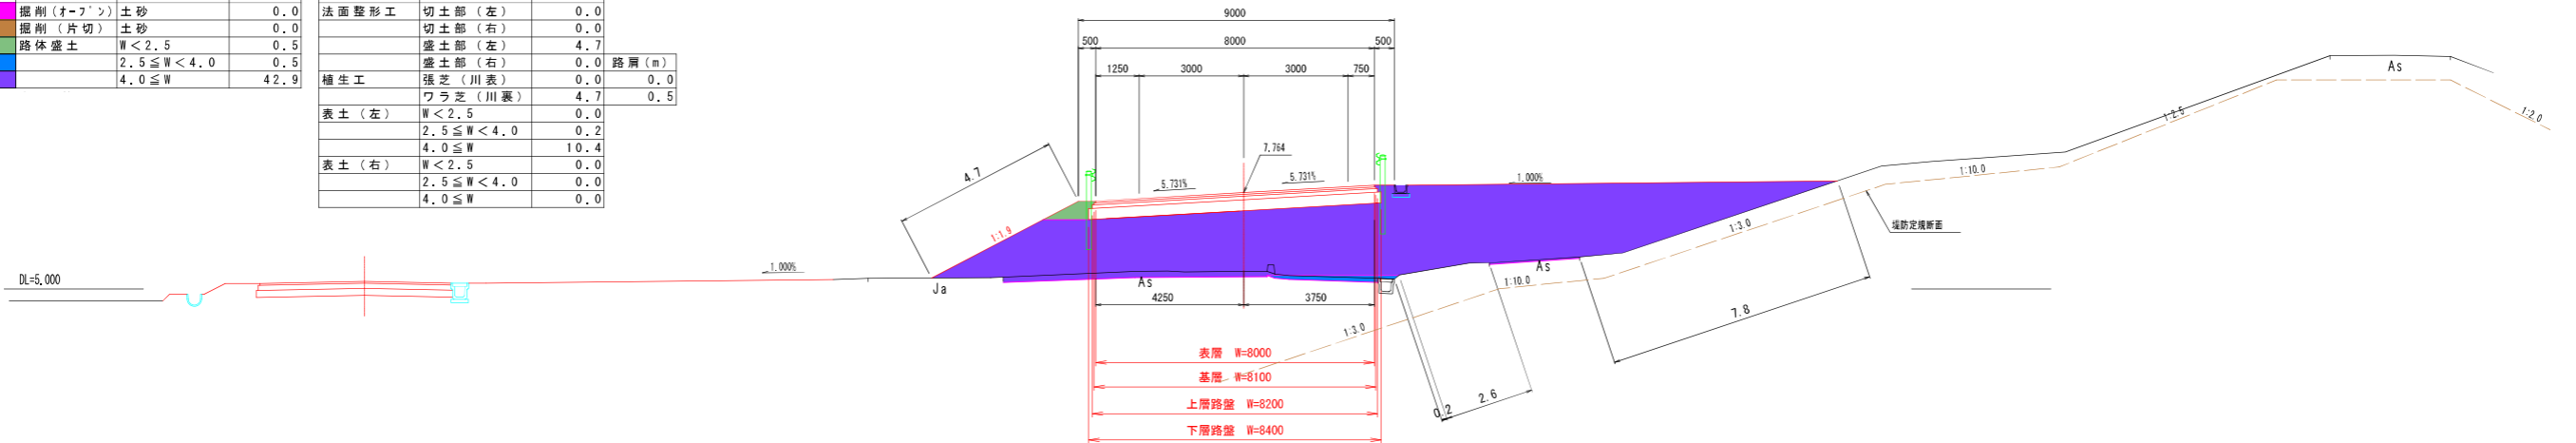 掘削(オープン) 土砂 0.0
掘削(片切) 土砂 0.0
路体盛土 W<2.5 0.5
2.5≦W<4.0 0.5
4.0≦W 42.9
法面整形工 切土部(左) 0.0
切土部(右) 0.0
盛土部(左) 4.7
盛土部(右) 0.0 路肩(m)
植生工 張芝(川表) 0.0 0.0
ワラ芝(川裏) 4.7 0.5
表土(左) W<2.5 0.0
2.5≦W<4.0 0.2
4.0≦W 10.4
表土(右) W<2.5 0.0
2.5≦W<4.0 0.0
4.0≦W 0.0
9000
500 8000 500
1250 3000 3000 750
7.764
4.7
5.731% 5.731%
1.000%
1:1.9
1:2.5
As
1:2.0
1:10.0
1:3.0
堤防定規断面
DL=5.000
1.000%
Ja
As
As
1:10.0
4250 3750
1:3.0
7.8
2.6
0.2
表層 W=8000
基層 W=8100
上層路盤 W=8200
下層路盤 W=8400